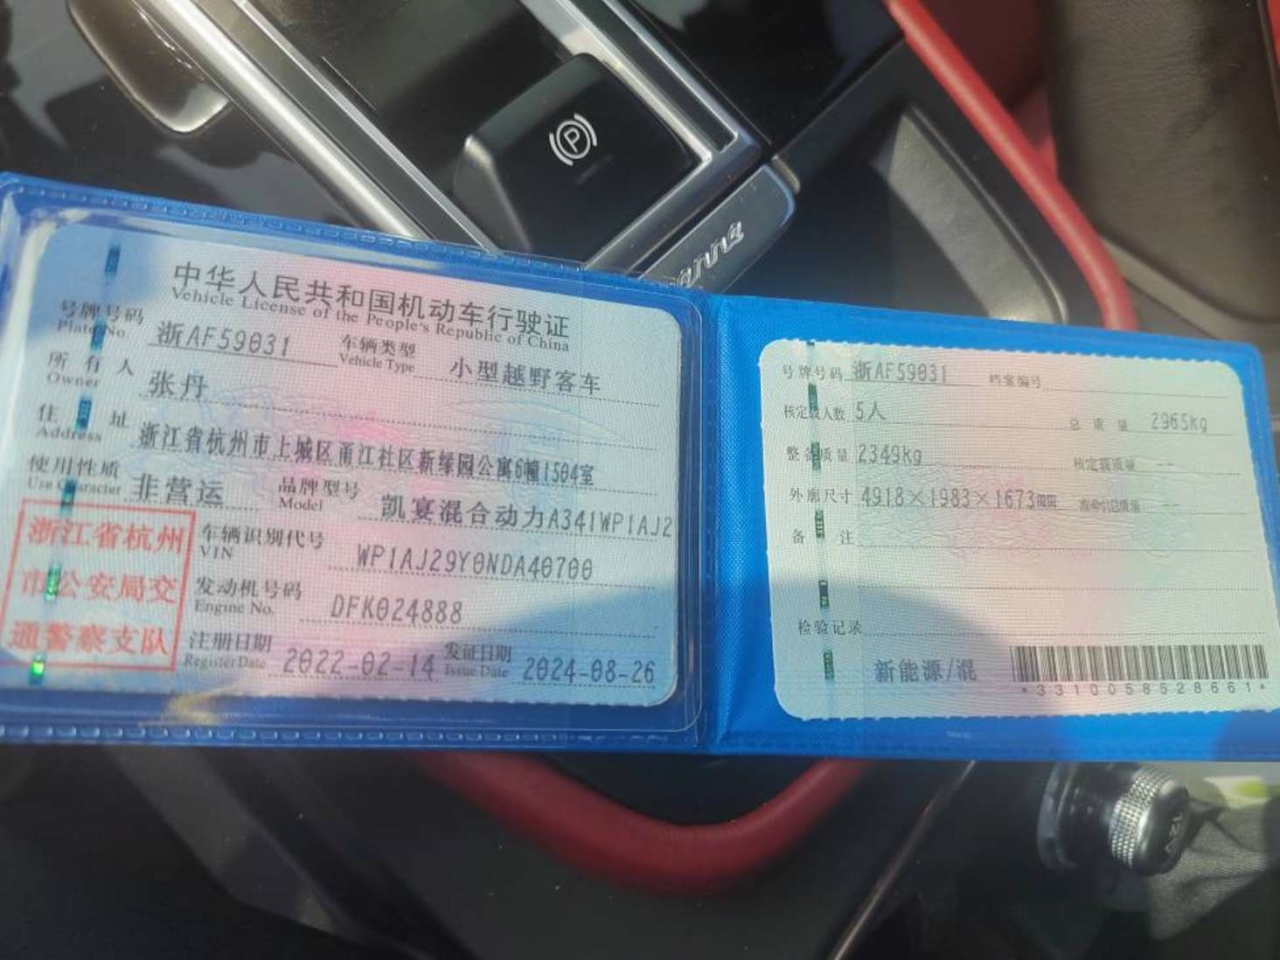 中华人民共和国机动车行驶证
Vehicle License of the People's Republic of China
号牌号码 浙AF59031 车辆类型 小型越野客车
Plate No. Vehicle Type
所有人 张丹
Owner
住址 浙江省杭州市上城区甬江社区新绿园公寓6幢1504室
Address
使用性质 非营运 品牌型号 凯宴混合动力A341WP1AJ2
Use Character Model
浙江省杭州
市公安局交
通警察支队
车辆识别代号 WP1AJ29Y0NDA40700
VIN
发动机号码 DFK024888
Engine No.
注册日期 2022-02-14 发证日期 2024-08-26
Register Date Issue Date
号牌号码 浙AF59031 档案编号
核定载人数 5人 总质量 2965kg
整备质量 2349kg 核定载质量 --
外廓尺寸 4918×1983×1673 --
备注
检验记录
新能源/混
*3310058528661*
P